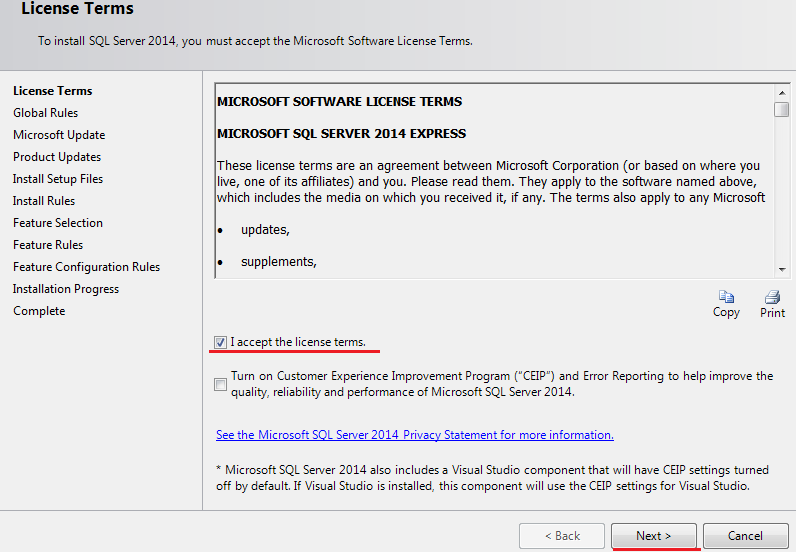 License Terms
To install SQL Server 2014, you must accept the Microsoft Software License Terms.
License Terms
Global Rules
Microsoft Update
Product Updates
Install Setup Files
Install Rules
Feature Selection
Feature Rules
Feature Configuration Rules
Installation Progress
Complete
MICROSOFT SOFTWARE LICENSE TERMS
MICROSOFT SQL SERVER 2014 EXPRESS
These license terms are an agreement between Microsoft Corporation (or based on where you
live, one of its affiliates) and you. Please read them. They apply to the software named above,
which includes the media on which you received it, if any. The terms also apply to any Microsoft
• updates,
• supplements,
Copy
Print
I accept the license terms.
Turn on Customer Experience Improvement Program ("CEIP") and Error Reporting to help improve the
quality, reliability and performance of Microsoft SQL Server 2014.
See the Microsoft SQL Server 2014 Privacy Statement for more information.
* Microsoft SQL Server 2014 also includes a Visual Studio component that will have CEIP settings turned
off by default. If Visual Studio is installed, this component will use the CEIP settings for Visual Studio.
< Back
Next >
Cancel